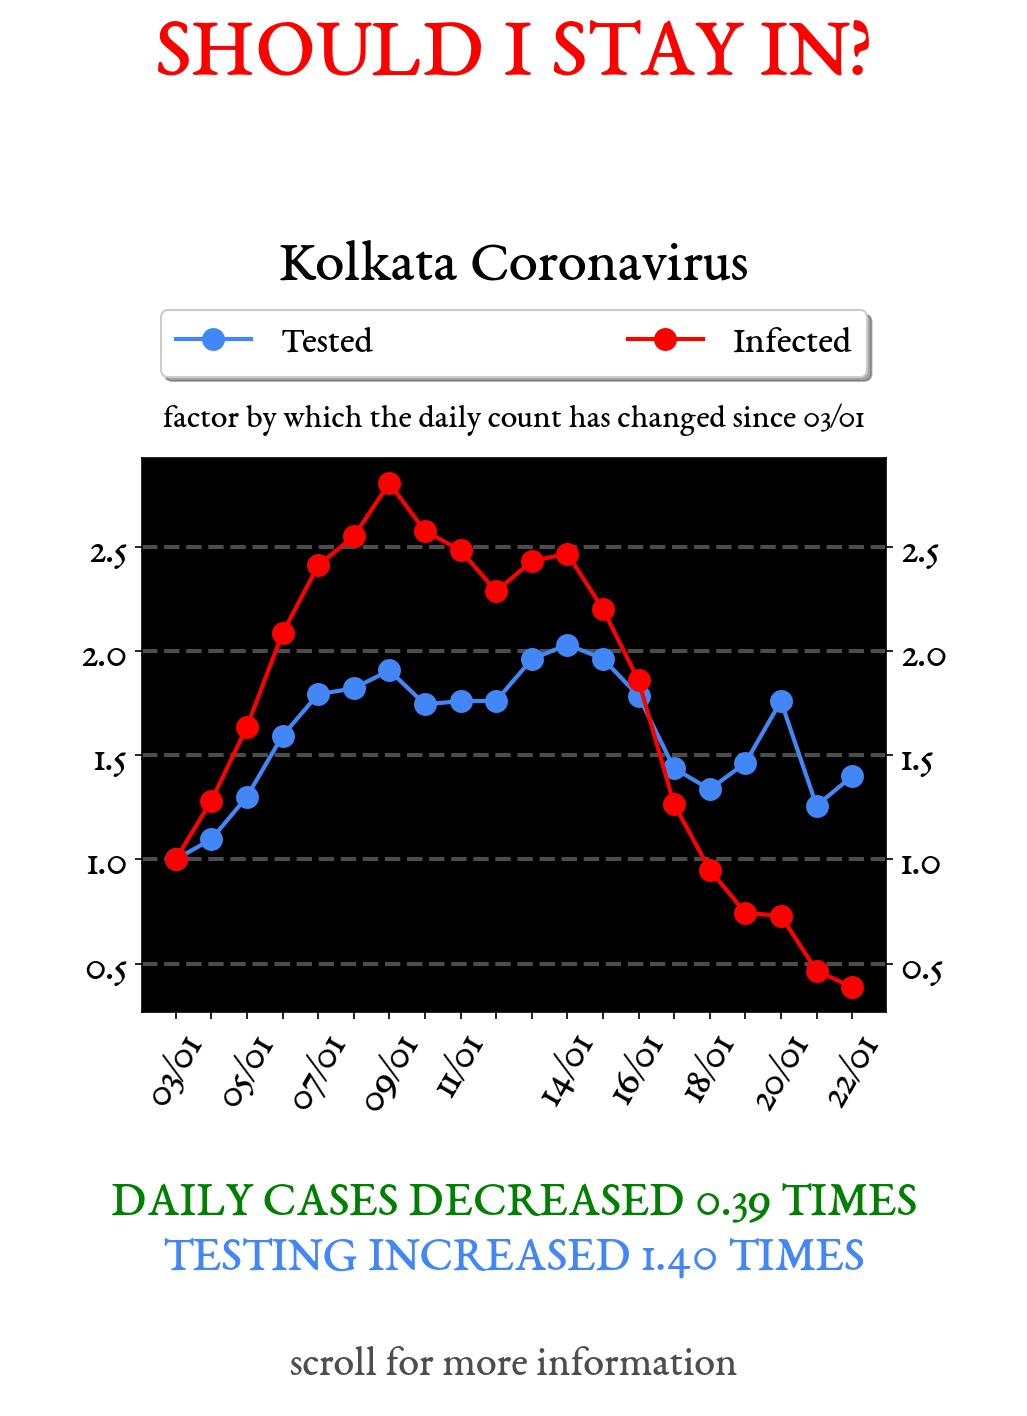 SHOULD I STAY IN?
Kolkata Coronavirus
Tested Infected
factor by which the daily count has changed since 03/01
2.5 2.5
2.0 2.0
1.5 1.5
1.0 1.0
0.5 0.5
03/01 05/01 07/01 09/01 11/01 14/01 16/01 18/01 20/01 22/01
DAILY CASES DECREASED 0.39 TIMES
TESTING INCREASED 1.40 TIMES
scroll for more information